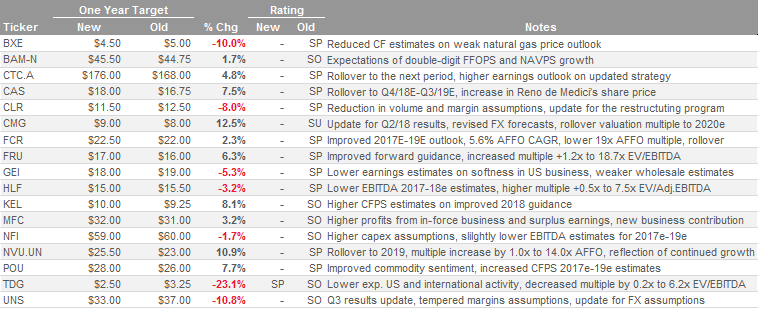 One Year Target Rating
Ticker New Old % Chg New Old Notes
BXE $4.50 $5.00 -10.0% - SP Reduced CF estimates on weak natural gas price outlook
BAM-N $45.50 $44.75 1.7% - SO Expectations of double-digit FFOPS and NAVPS growth
CTC.A $176.00 $168.00 4.8% - SP Rollover to the next period, higher earnings outlook on updated strategy
CAS $18.00 $16.75 7.5% - SP Rollover to Q4/18E-Q3/19E, increase in Reno de Medici's share price
CLR $11.50 $12.50 -8.0% - SP Reduction in volume and margin assumptions, update for the restructuting program
CMG $9.00 $8.00 12.5% - SU Update for Q2/18 results, revised FX forecasts, rollover valuation multiple to 2020e
FCR $22.50 $22.00 2.3% - SP Improved 2017E-19E outlook, 5.6% AFFO CAGR, lower 19x AFFO multiple, rollover
FRU $17.00 $16.00 6.3% - SP Improved forward guidance, increased multiple +1.2x to 18.7x EV/EBITDA
GEI $18.00 $19.00 -5.3% - SP Lower earnings estimates on softness in US business, weaker wholesale estimates
HLF $15.00 $15.50 -3.2% - SP Lower EBITDA 2017-18e estimates, higher multiple +0.5x to 7.5x EV/Adj.EBITDA
KEL $10.00 $9.25 8.1% - SO Higher CFPS estimates on improved 2018 guidance
MFC $32.00 $31.00 3.2% - SO Higher profits from in-force business and surplus earnings, new business contribution
NFI $59.00 $60.00 -1.7% - SO Higher capex assumptions, sliightly lower EBITDA estimates for 2017e-19e
NVU.UN $25.50 $23.00 10.9% - SP Rollover to 2019, multiple increase by 1.0x to 14.0x AFFO, reflection of continued growth
POU $28.00 $26.00 7.7% - SP Improved commodity sentiment, increased CFPS 2017e-19e estimates
TDG $2.50 $3.25 -23.1% SP SO Lower exp. US and international activity, decreased multiple by 0.2x to 6.2x EV/EBITDA
UNS $33.00 $37.00 -10.8% - SO Q3 results update, tempered margins assumptions, update for FX assumptions